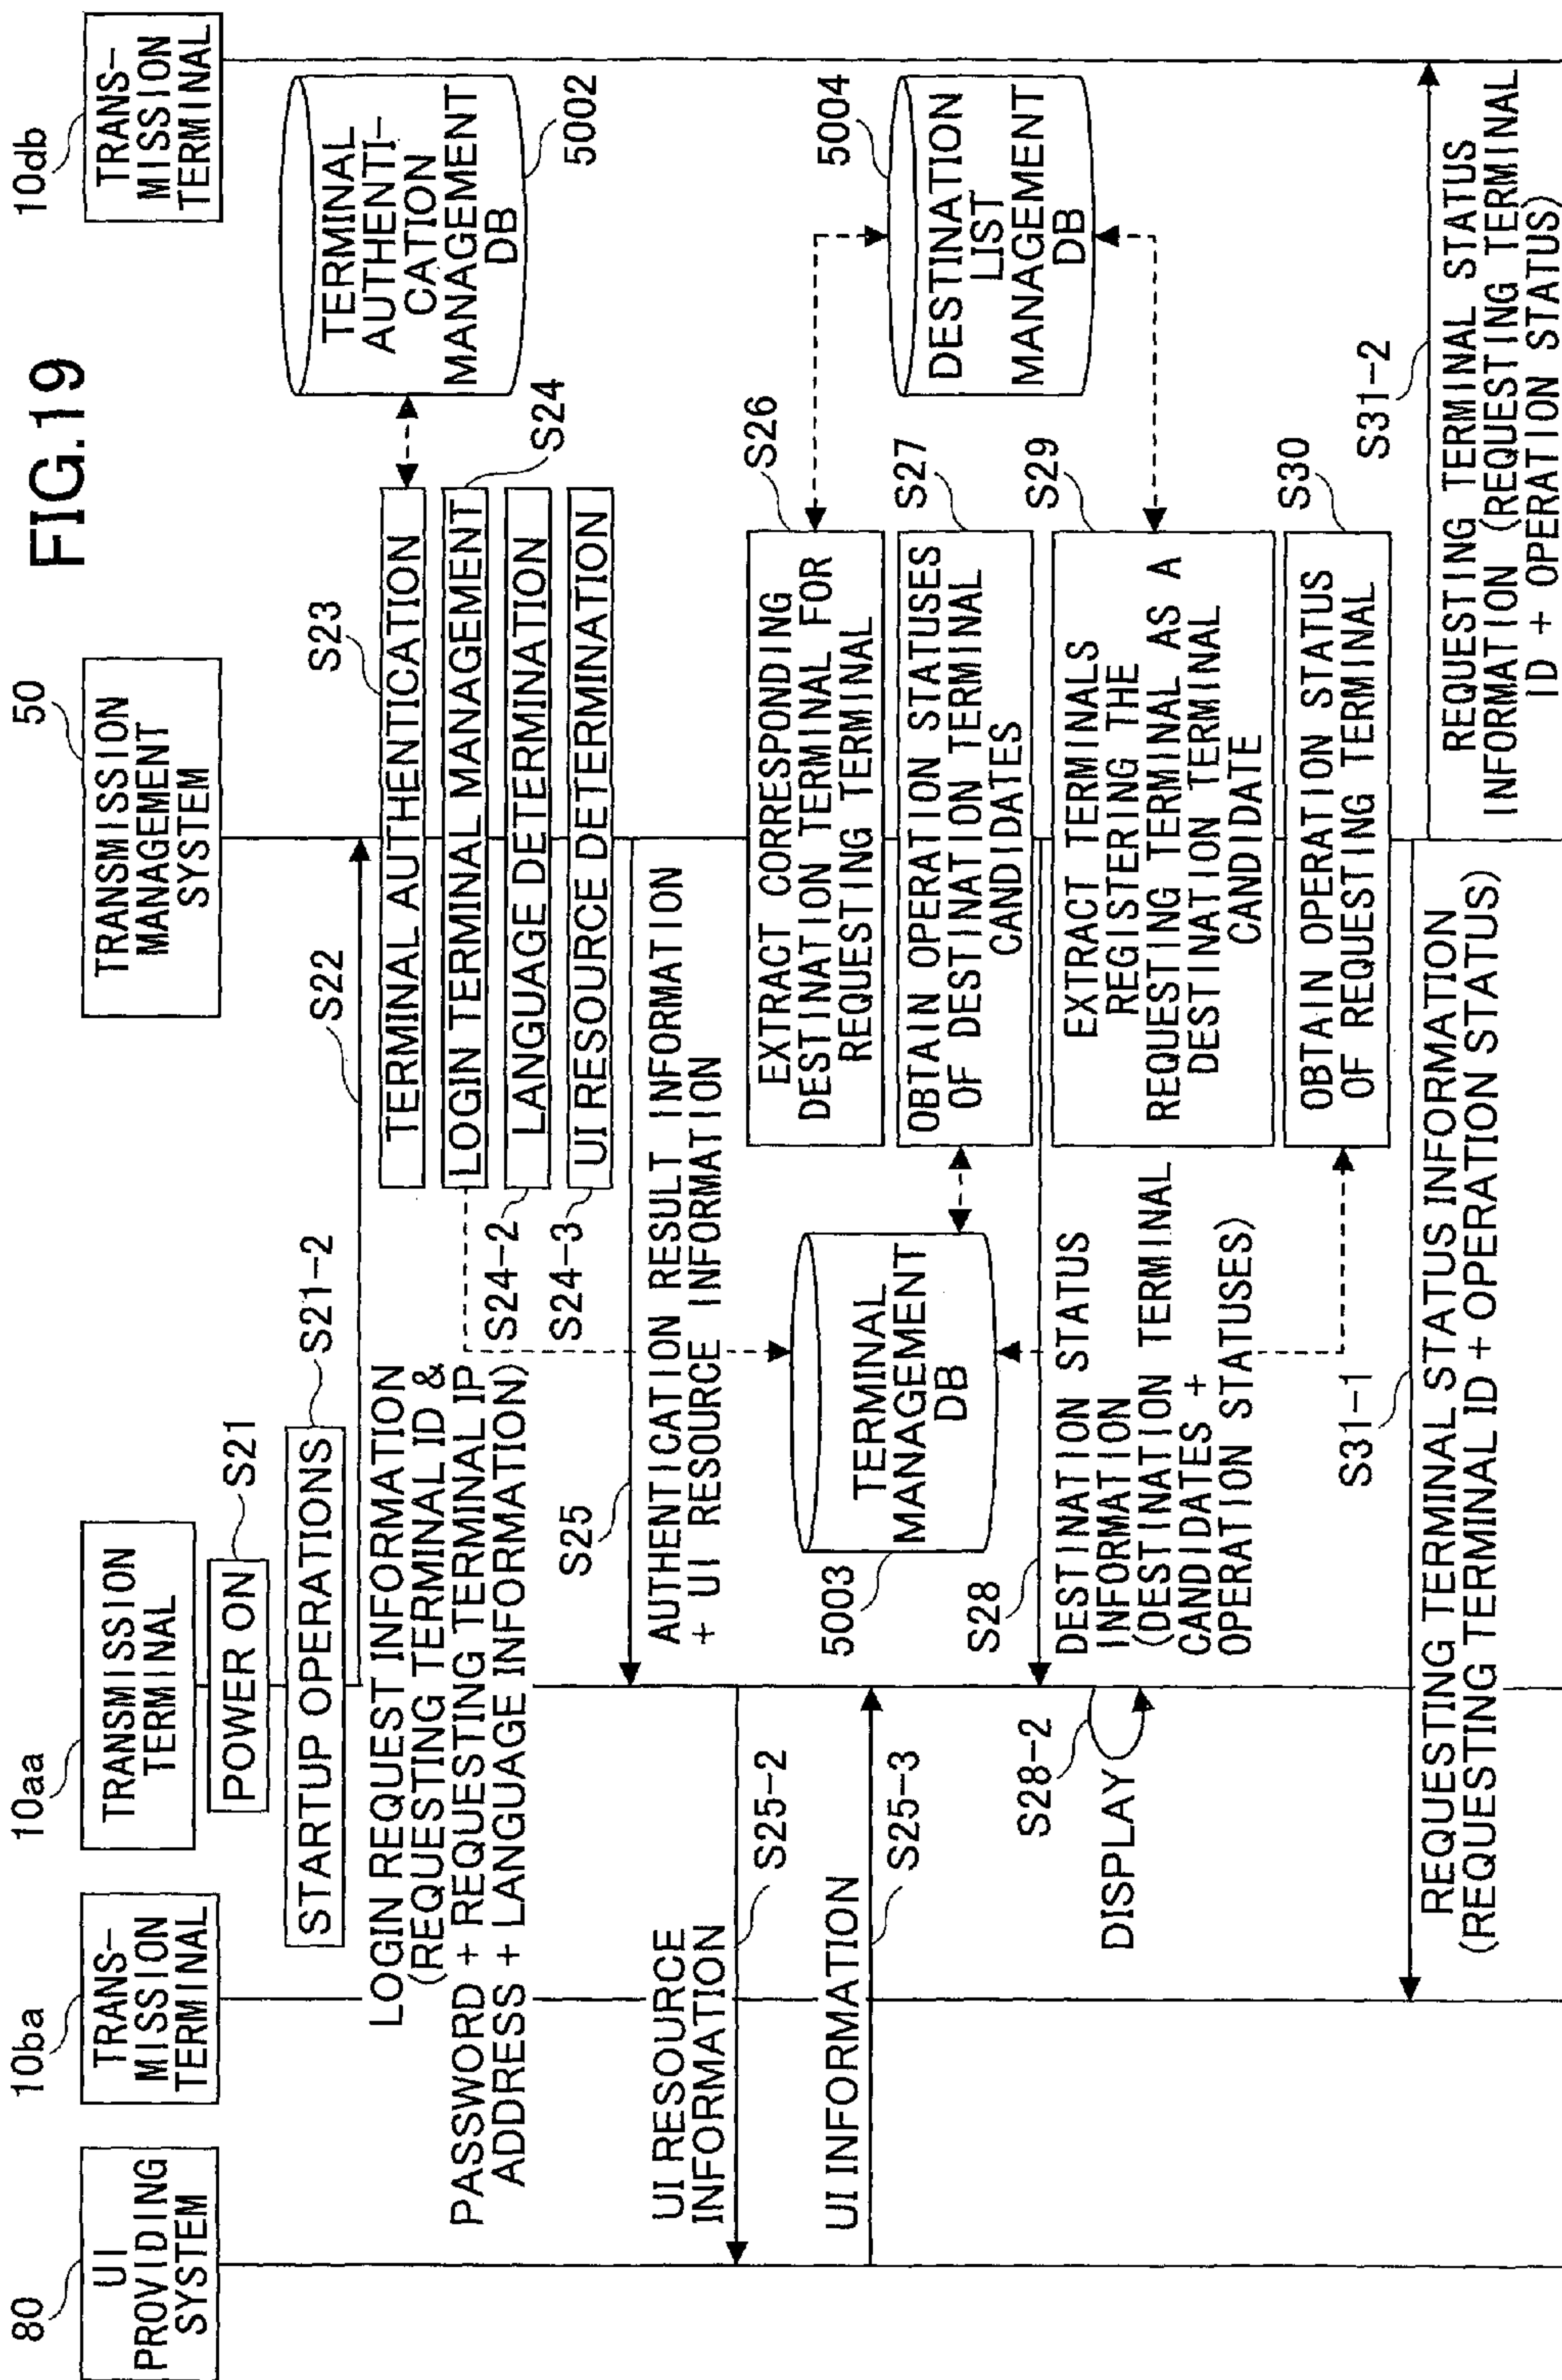 FIG.19
80
UI
PROVIDING
SYSTEM
10ba
TRANS-
MISSION
TERMINAL
10aa
TRANSMISSION
TERMINAL
50
TRANSMISSION
MANAGEMENT
SYSTEM
10db
TRANS-
MISSION
TERMINAL
POWER ON
S21
STARTUP OPERATIONS
S21-2
S22
LOGIN REQUEST INFORMATION
(REQUESTING TERMINAL ID &
PASSWORD + REQUESTING TERMINAL IP
ADDRESS + LANGUAGE INFORMATION)
TERMINAL AUTHENTICATION
S23
TERMINAL
AUTHENTI-
CATION
MANAGEMENT
DB
5002
LOGIN TERMINAL MANAGEMENT
S24
LANGUAGE DETERMINATION
S24-2
UI RESOURCE DETERMINATION
S24-3
S25
AUTHENTICATION RESULT INFORMATION
+ UI RESOURCE INFORMATION
UI RESOURCE
INFORMATION
S25-2
UI INFORMATION
S25-3
EXTRACT CORRESPONDING
DESTINATION TERMINAL FOR
REQUESTING TERMINAL
S26
5004
DESTINATION
LIST
MANAGEMENT
DB
5003
TERMINAL
MANAGEMENT
DB
OBTAIN OPERATION STATUSES
OF DESTINATION TERMINAL
CANDIDATES
S27
S28
DESTINATION STATUS
INFORMATION
(DESTINATION TERMINAL
CANDIDATES +
OPERATION STATUSES)
S28-2
DISPLAY
EXTRACT TERMINALS
REGISTERING THE
REQUESTING TERMINAL AS A
DESTINATION TERMINAL
CANDIDATE
S29
OBTAIN OPERATION STATUS
OF REQUESTING TERMINAL
S30
S31-1
REQUESTING TERMINAL STATUS INFORMATION
(REQUESTING TERMINAL ID + OPERATION STATUS)
S31-2
REQUESTING TERMINAL STATUS
INFORMATION (REQUESTING TERMINAL
ID + OPERATION STATUS)